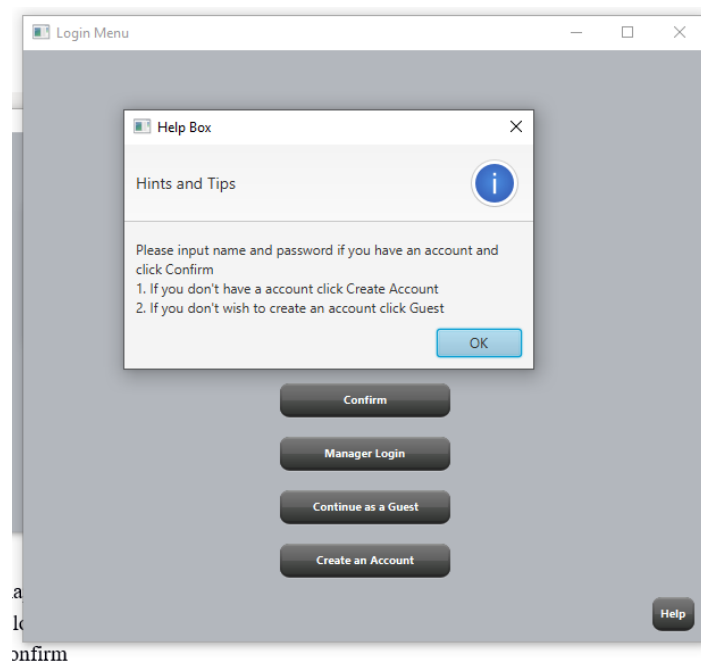 Login Menu
Help Box
Hints and Tips
Please input name and password if you have an account and
click Confirm
1. If you don't have a account click Create Account
2. If you don't wish to create an account click Guest
OK
Confirm
Manager Login
Continue as a Guest
Create an Account
Help
onfirm